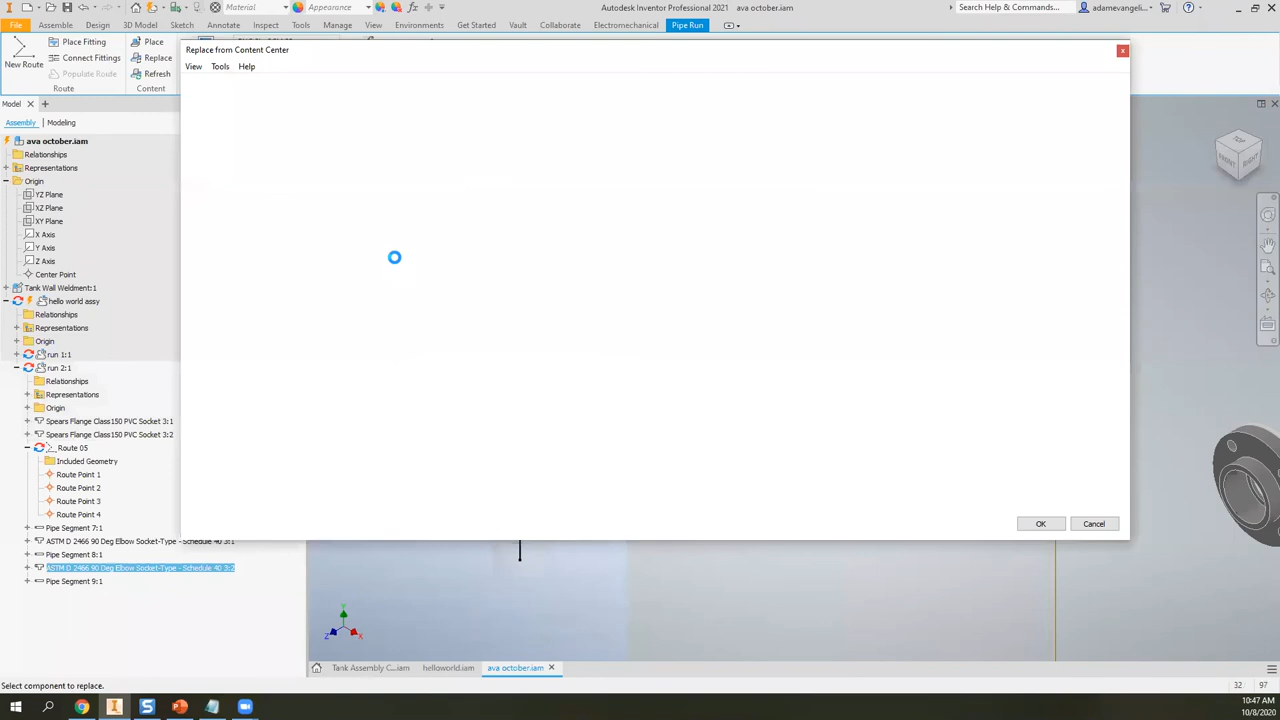 Material
Appearance
Autodesk Inventor Professional 2021 ava october.iam
Search Help & Commands...
adamevangeli...
File Assembly Design 3D Model Sketch Annotate Inspect Tools Manage View Environments Get Started Vault Collaborate Electromechanical Pipe Run
New Route
Place Fitting
Connect Fittings
Populate Route
Route
Place
Replace
Refresh
Content
Replace from Content Center
View Tools Help
OK Cancel
Model
Assembly Modeling
ava october.iam
Relationships
Representations
Origin
YZ Plane
XZ Plane
XY Plane
X Axis
Y Axis
Z Axis
Center Point
Tank Wall Weldment:1
hello world assy
Relationships
Representations
Origin
run 1:1
run 2:1
Relationships
Representations
Origin
Spears Flange Class150 PVC Socket 3:1
Spears Flange Class150 PVC Socket 3:2
Route 05
Included Geometry
Route Point 1
Route Point 2
Route Point 3
Route Point 4
Pipe Segment 7:1
ASTM D 2466 90 Deg Elbow Socket-Type - Schedule 40 3:1
Pipe Segment 8:1
ASTM D 2466 90 Deg Elbow Socket-Type - Schedule 40 3:2
Pipe Segment 9:1
TOP
FRONT
RIGHT
Y
Z
X
Tank Assembly C...iam helloworld.iam ava october.iam
Select component to replace.
32 97
10:47 AM
10/8/2020